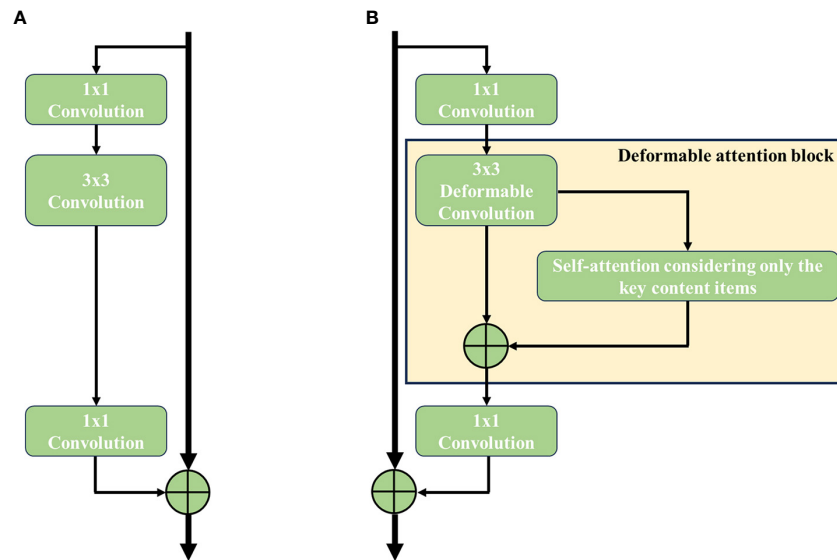 A
1x1
Convolution
3x3
Convolution
1x1
Convolution
B
1x1
Convolution
Deformable attention block
3x3
Deformable
Convolution
Self-attention considering only the
key content items
1x1
Convolution